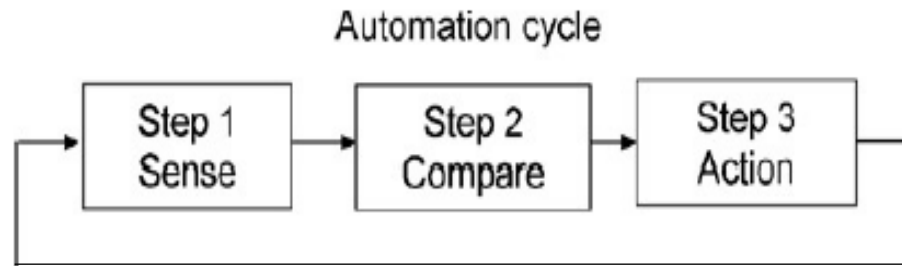 Automation cycle
Step 1
Sense
Step 2
Compare
Step 3
Action